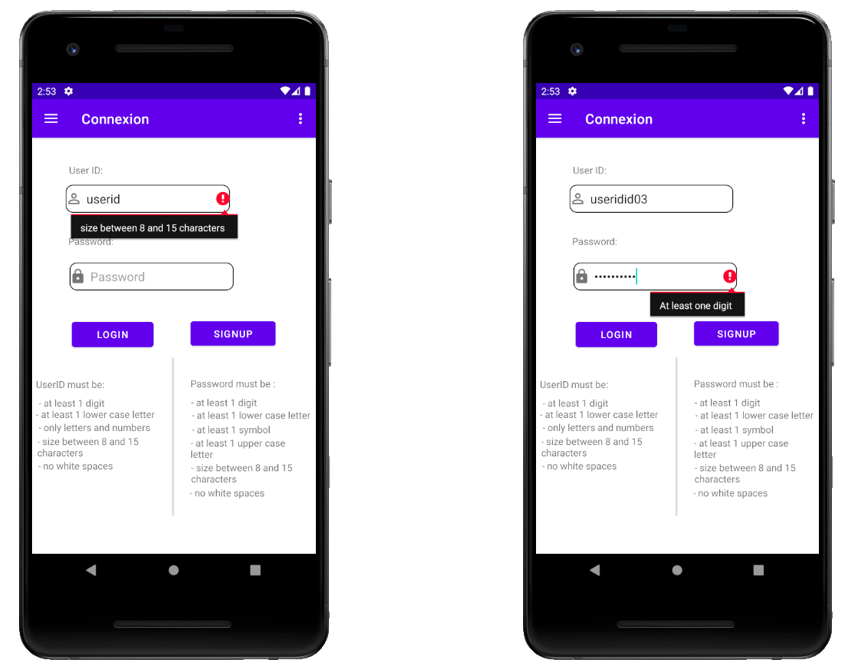 2:53
Connexion
User ID:
userid
size between 8 and 15 characters
Password:
Password
LOGIN
SIGNUP
UserID must be:
- at least 1 digit
- at least 1 lower case letter
- only letters and numbers
- size between 8 and 15
characters
- no white spaces
Password must be :
- at least 1 digit
- at least 1 lower case letter
- at least 1 symbol
- at least 1 upper case
letter
- size between 8 and 15
characters
- no white spaces
2:53
Connexion
User ID:
useridid03
Password:
••••••••••
At least one digit
LOGIN
SIGNUP
UserID must be:
- at least 1 digit
- at least 1 lower case letter
- only letters and numbers
- size between 8 and 15
characters
- no white spaces
Password must be :
- at least 1 digit
- at least 1 lower case letter
- at least 1 symbol
- at least 1 upper case
letter
- size between 8 and 15
characters
- no white spaces